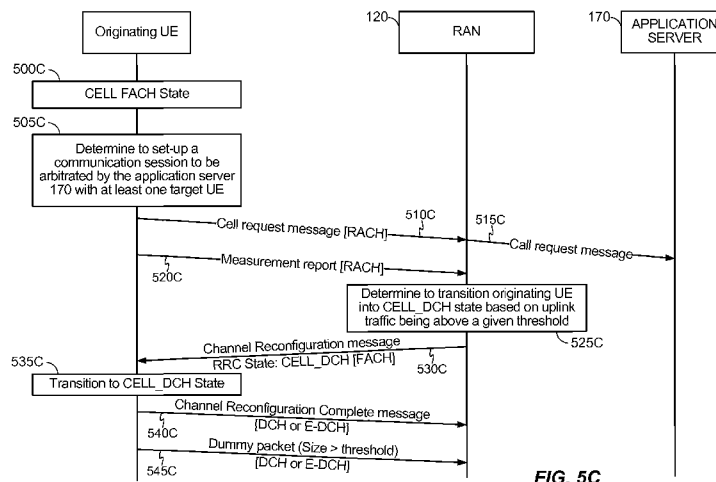 Originating UE
120
RAN
170
APPLICATION
SERVER
500C
CELL FACH State
505C
Determine to set-up a
communication session to be
arbitrated by the application server
170 with at least one target UE
510C
Cell request message [RACH]
515C
Call request message
Measurement report [RACH]
520C
Determine to transition originating UE
into CELL_DCH state based on uplink
traffic being above a given threshold
525C
Channel Reconfiguration message
RRC State: CELL_DCH [FACH]
530C
535C
Transition to CELL_DCH State
Channel Reconfiguration Complete message
[DCH or E-DCH]
540C
Dummy packet (Size > threshold)
[DCH or E-DCH]
545C
FIG. 5C